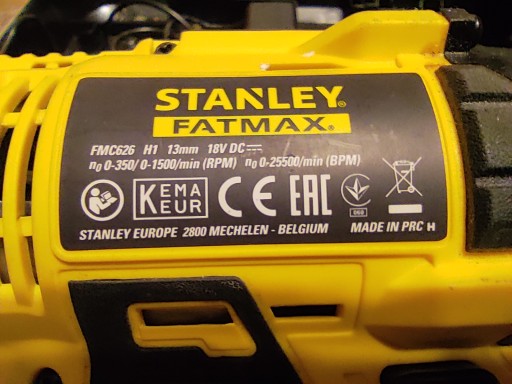 STANLEY®
FATMAX®
FMC626 H1 13mm 18V DC
n0 0-350/ 0-1500/min (RPM) n0 0-25500/min (BPM)
KEMA
KEUR
CE EAC
STANLEY EUROPE 2800 MECHELEN - BELGIUM MADE IN PRC H